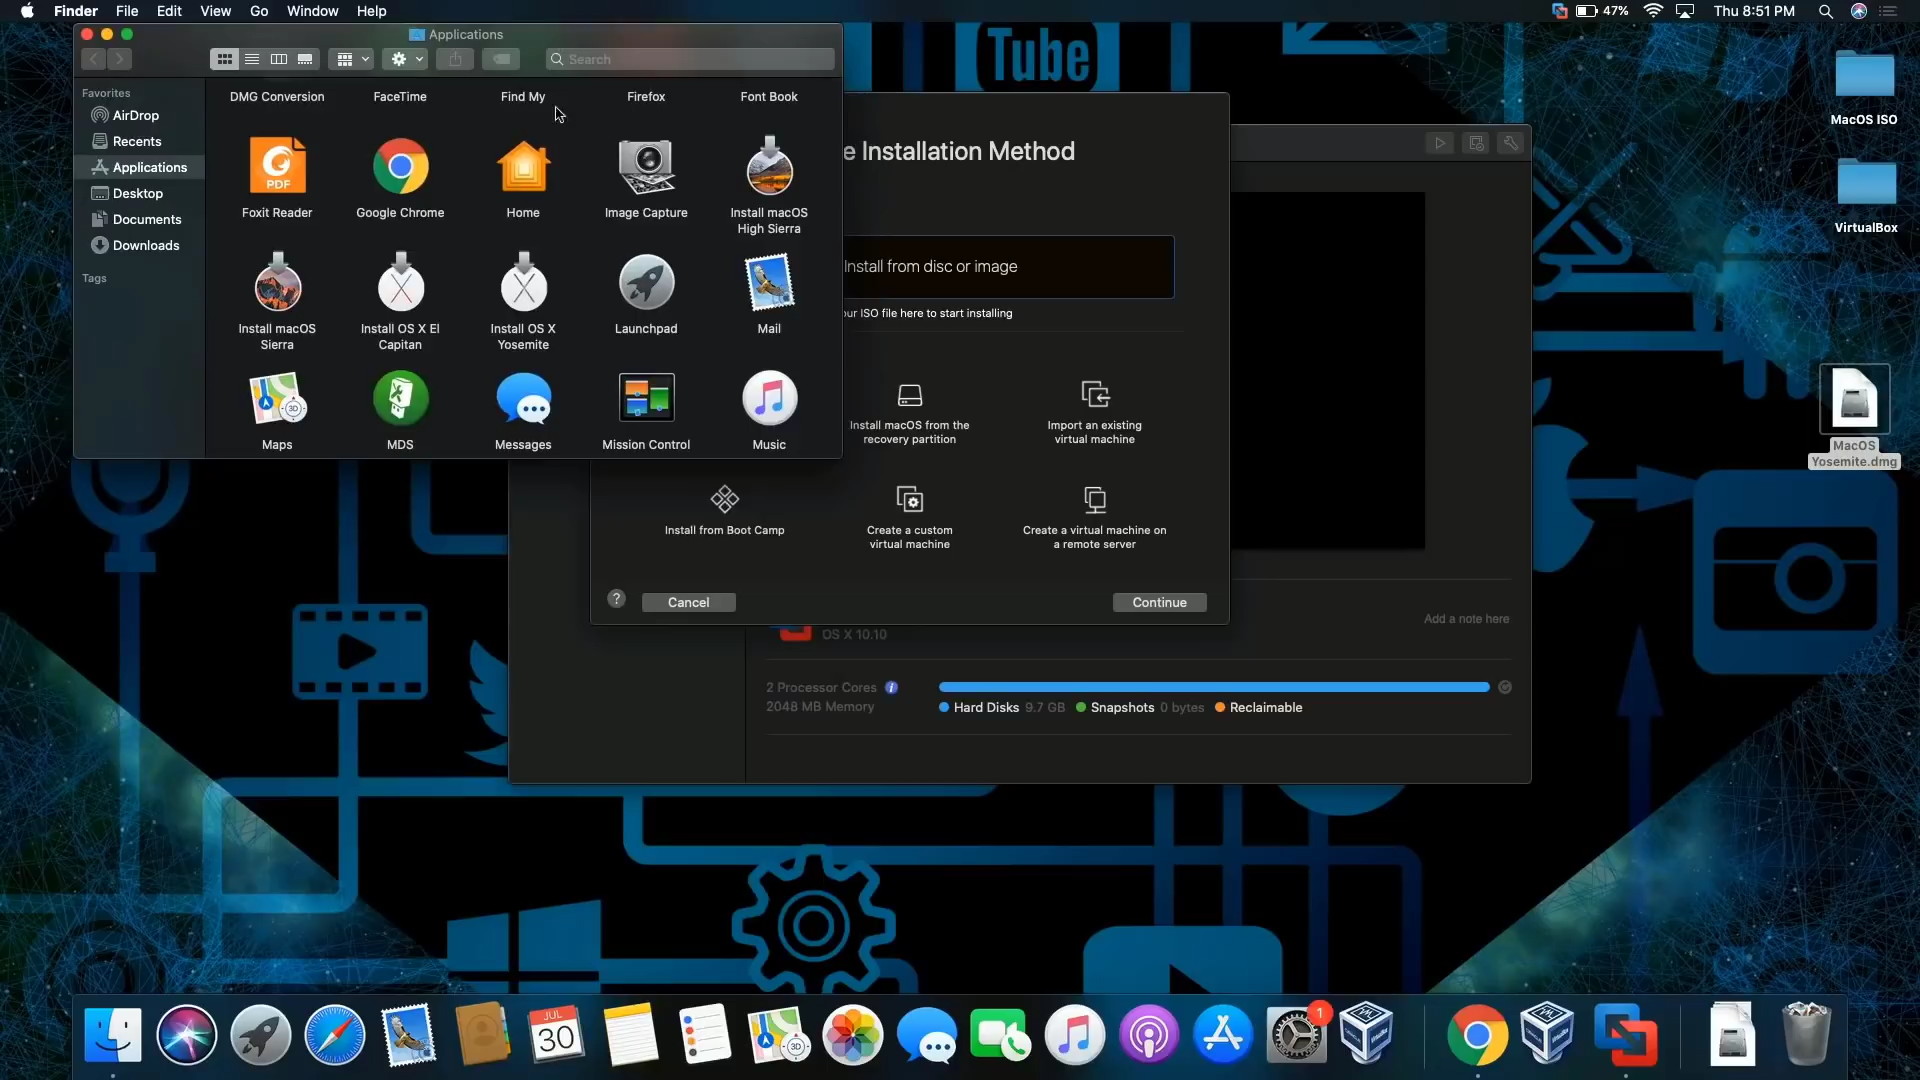 Finder File Edit View Go Window Help
47% Thu 8:51 PM
Applications
Search
Favorites
AirDrop
Recents
Applications
Desktop
Documents
Downloads
Tags
DMG Conversion FaceTime Find My Firefox Font Book
PDF
Foxit Reader Google Chrome Home Image Capture Install macOS
High Sierra
Install macOS
Sierra
Install OS X El
Capitan
Install OS X
Yosemite
Launchpad Mail
3D
Maps MDS Messages Mission Control Music
Tube
e Installation Method
Install from disc or image
our ISO file here to start installing
Install macOS from the
recovery partition
Import an existing
virtual machine
Install from Boot Camp
Create a custom
virtual machine
Create a virtual machine on
a remote server
?
Cancel
Continue
OS X 10.10
Add a note here
2 Processor Cores
2048 MB Memory
Hard Disks 9.7 GB Snapshots 0 bytes Reclaimable
MacOS ISO
VirtualBox
MacOS
Yosemite.dmg
JUL
30
3D
1